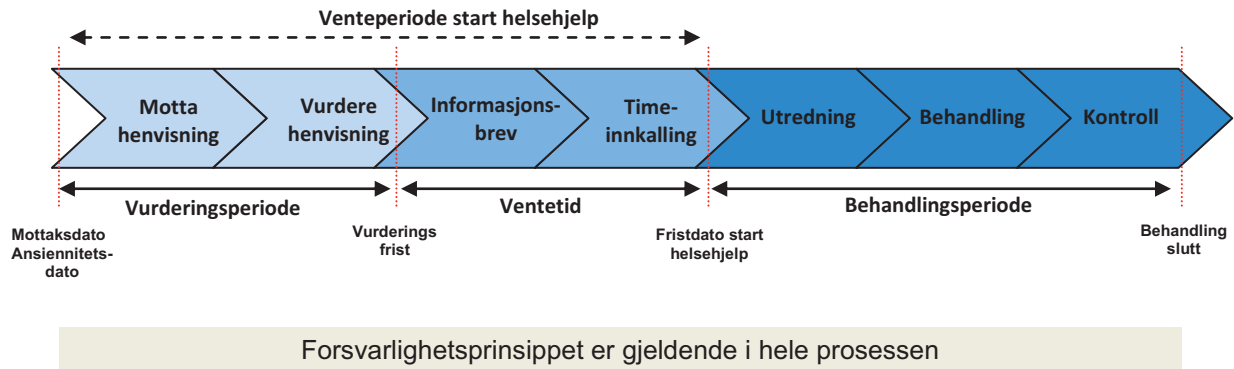 Venteperiode start helsehjelp
Motta
henvisning
Vurdere
henvisning
Informasjons-
brev
Time-
innkalling
Utredning
Behandling
Kontroll
Vurderingsperiode
Ventetid
Behandlingsperiode
Mottaksdato
Ansiennitets-
dato
Vurderings
frist
Fristdato start
helsehjelp
Behandling
slutt
Forsvarlighetsprinsippet er gjeldende i hele prosessen